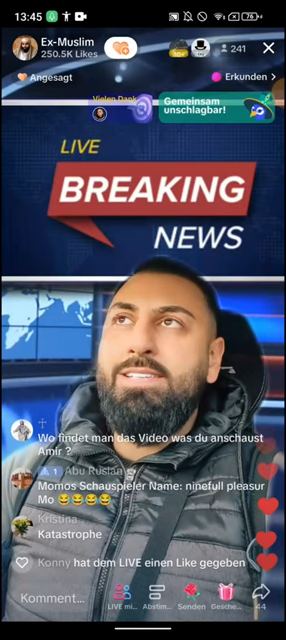 13:45
76
Ex-Muslim
250.5K Likes
241
Angesagt
Erkunden >
Vielen Dank
Gemeinsam
unschlagbar!
LIVE
BREAKING
NEWS
Wo findet man das Video was du anschaust
Amir ?
1 Abu Ruslan
Momos Schauspieler Name: ninefull pleasur
Mo 😂😂😂😂
Kristina
Katastrophe
Konny hat dem LIVE einen Like gegeben
Komment...
LIVE mi... Abstim... Senden Gesche... 44